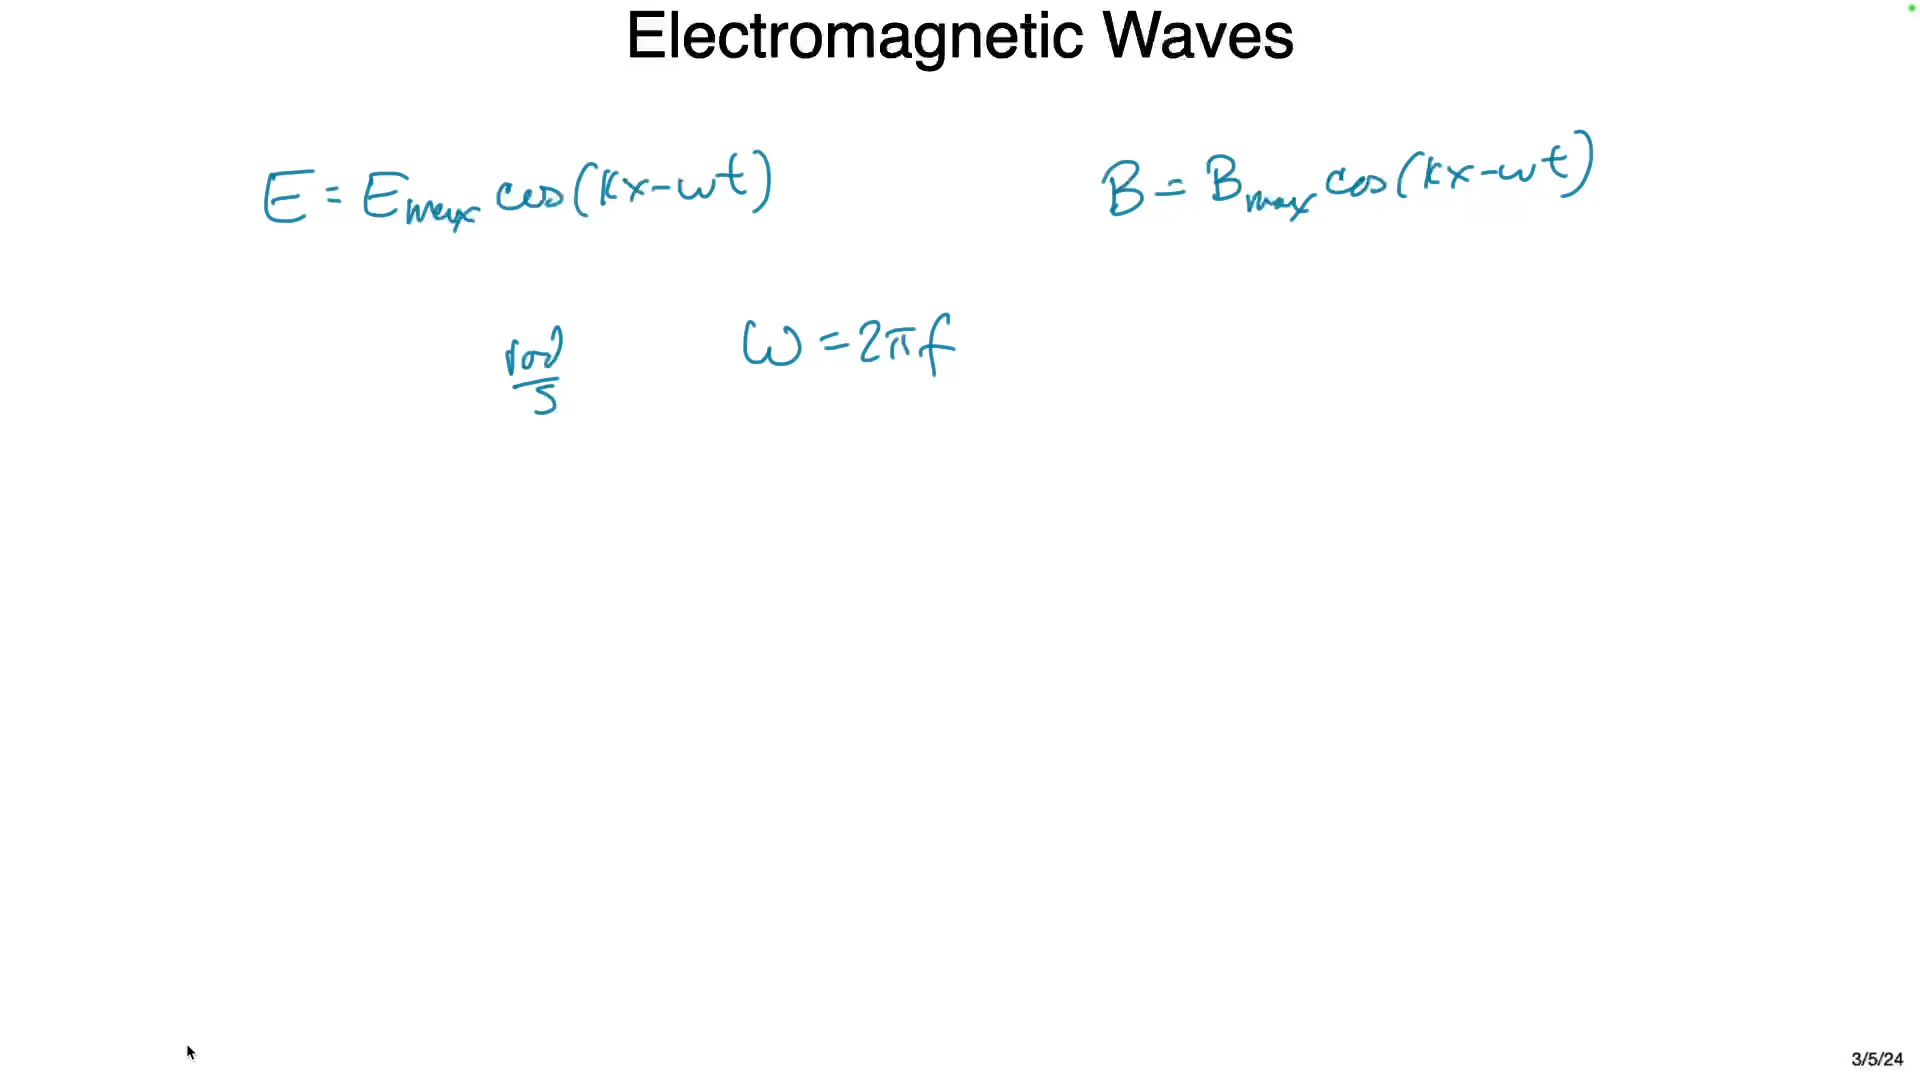 Electromagnetic Waves
E = Emax cos(kx-ωt)
B = Bmax cos(kx-ωt)
rad/s
ω = 2πf
3/5/24